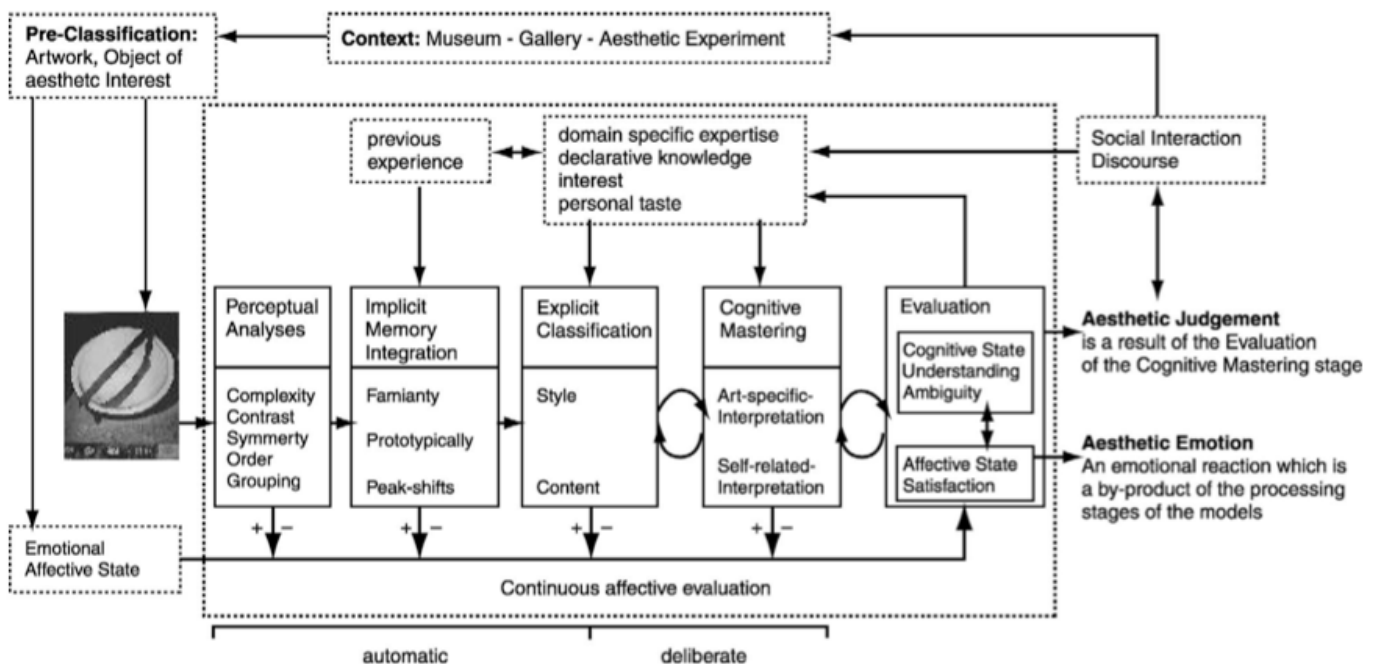 Pre-Classification:
Artwork, Object of
aesthetc Interest
Context: Museum - Gallery - Aesthetic Experiment
previous
experience
domain specific expertise
declarative knowledge
interest
personal taste
Social Interaction
Discourse
Perceptual
Analyses
Complexity
Contrast
Symmerty
Order
Grouping
Implicit
Memory
Integration
Famianty
Prototypically
Peak-shifts
Explicit
Classification
Style
Content
Cognitive
Mastering
Art-specific-
Interpretation
Self-related-
Interpretation
Evaluation
Cognitive State
Understanding
Ambiguity
Affective State
Satisfaction
Aesthetic Judgement
is a result of the Evaluation
of the Cognitive Mastering stage
Aesthetic Emotion
An emotional reaction which is
a by-product of the processing
stages of the models
+ −
+ −
+ −
+ −
Emotional
Affective State
Continuous affective evaluation
automatic
deliberate